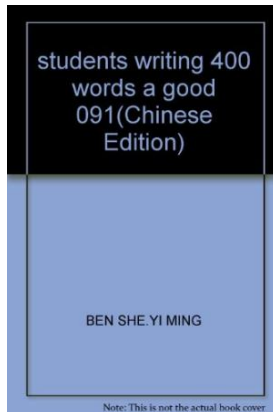 students writing 400
words a good
091(Chinese
Edition)
BEN SHE.YI MING
Note: This is not the actual book cover